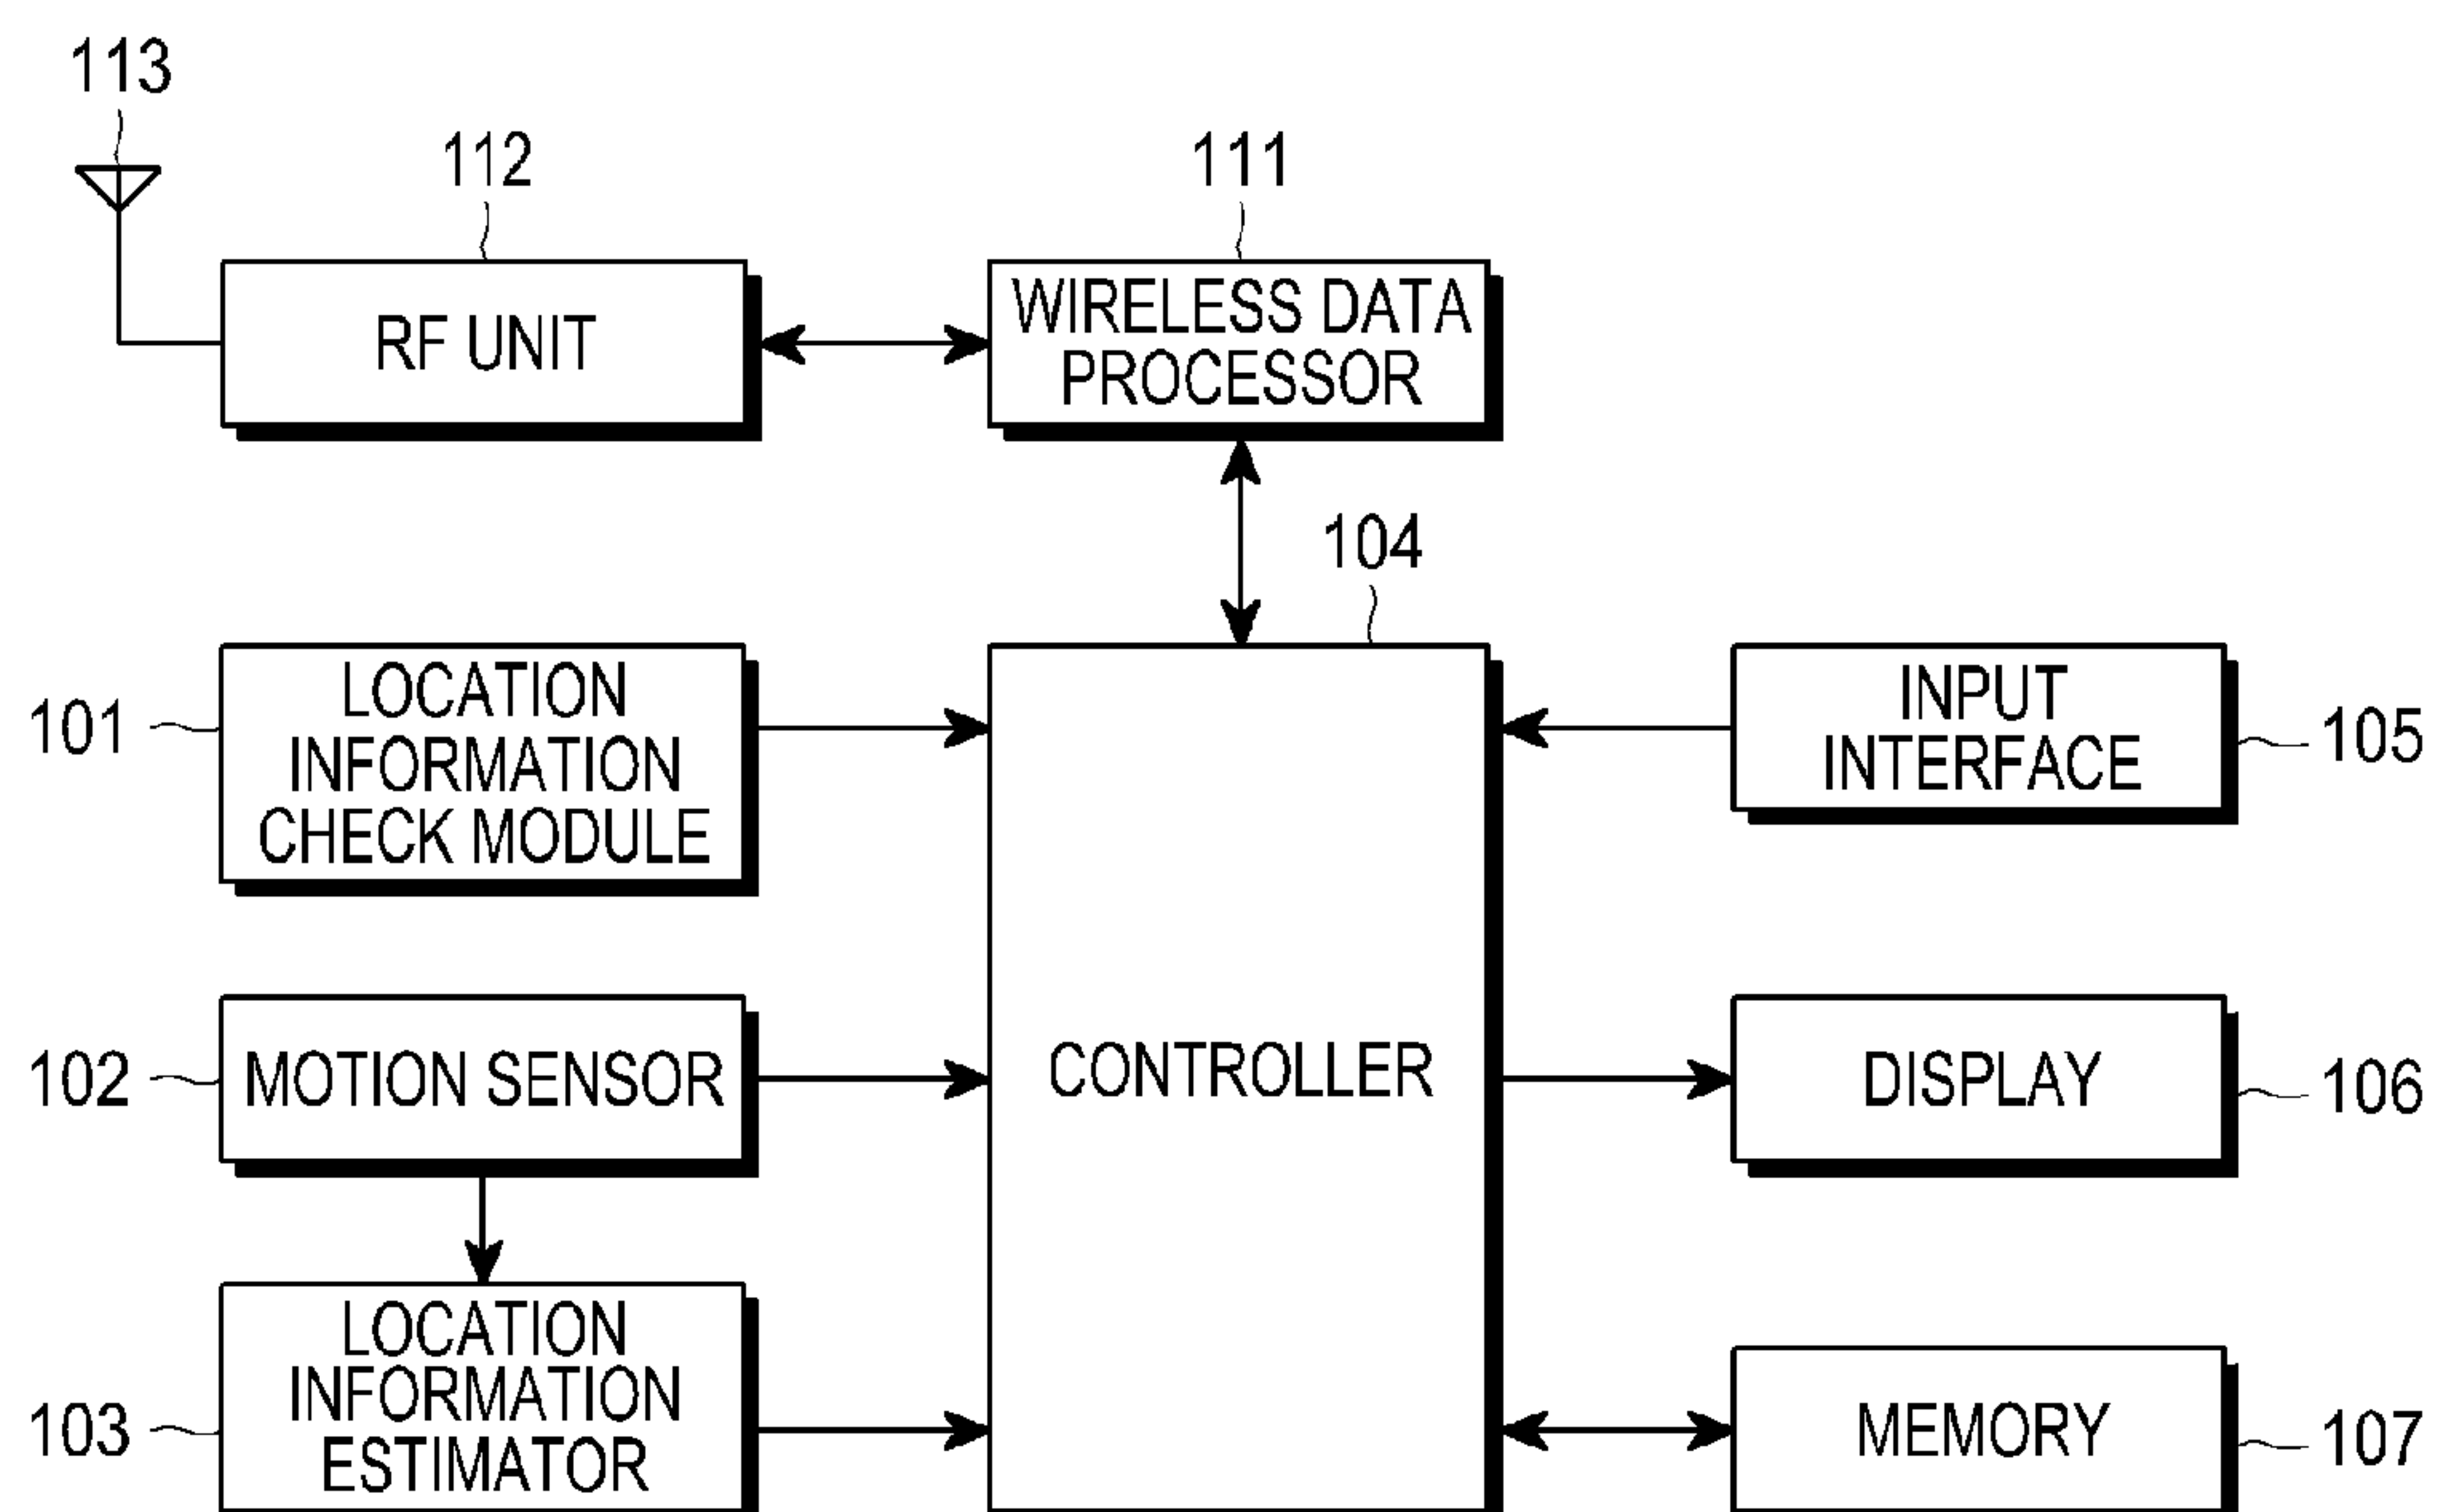 113
112
111
RF UNIT
WIRELESS DATA
PROCESSOR
104
101
LOCATION
INFORMATION
CHECK MODULE
INPUT
INTERFACE
105
102
MOTION SENSOR
CONTROLLER
DISPLAY
106
103
LOCATION
INFORMATION
ESTIMATOR
MEMORY
107